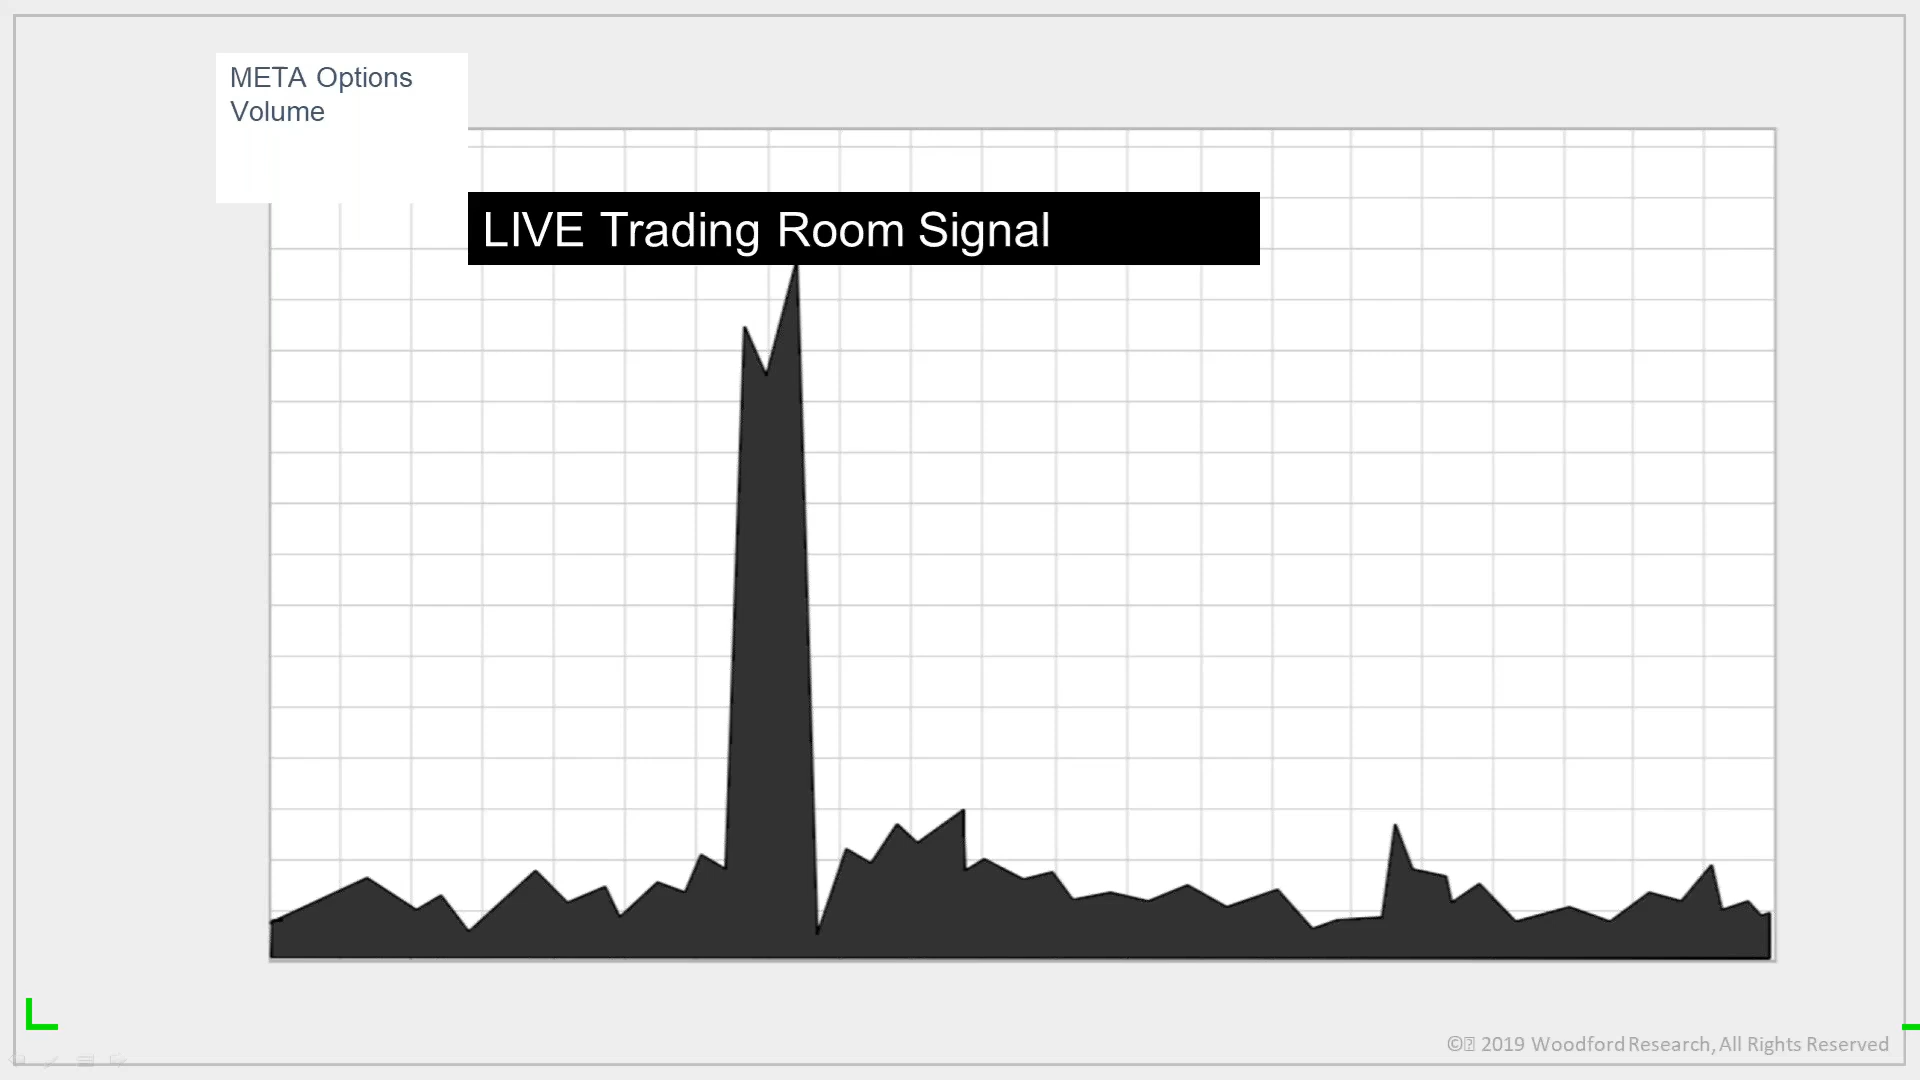 META Options
Volume
LIVE Trading Room Signal
© 2019 Woodford Research, All Rights Reserved